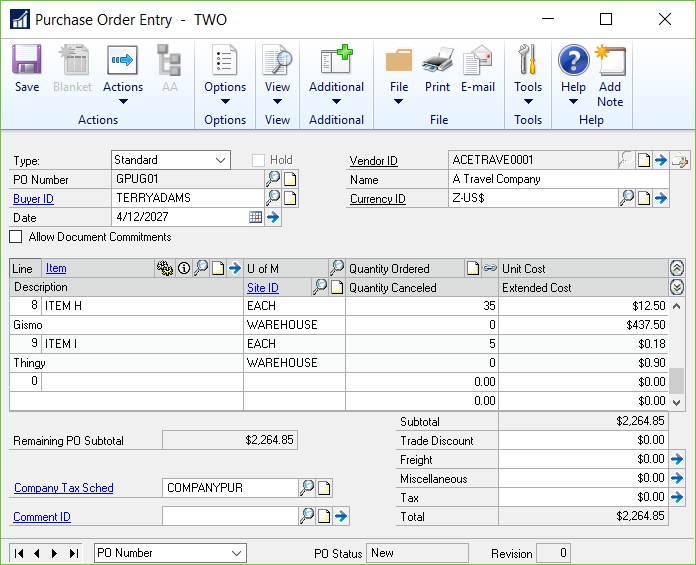 Purchase Order Entry - TWO
Save Blanket Actions AA Options View Additional File Print E-mail Tools Help Add Note
Actions Options View Additional File Tools Help
Type: Standard Hold Vendor ID ACETRAVE0001
PO Number GPUG01 Name A Travel Company
Buyer ID TERRYADAMS Currency ID Z-US$
Date 4/12/2027
Allow Document Commitments
Line Item U of M Quantity Ordered Unit Cost
Description Site ID Quantity Canceled Extended Cost
8 ITEM H EACH 35 $12.50
Gismo WAREHOUSE 0 $437.50
9 ITEM I EACH 5 $0.18
Thingy WAREHOUSE 0 $0.90
0 0.00 $0.00
0.00 $0.00
Subtotal $2,264.85
Remaining PO Subtotal $2,264.85 Trade Discount $0.00
Freight $0.00
Miscellaneous $0.00
Company Tax Sched COMPANYPUR Tax $0.00
Comment ID Total $2,264.85
PO Number PO Status New Revision 0